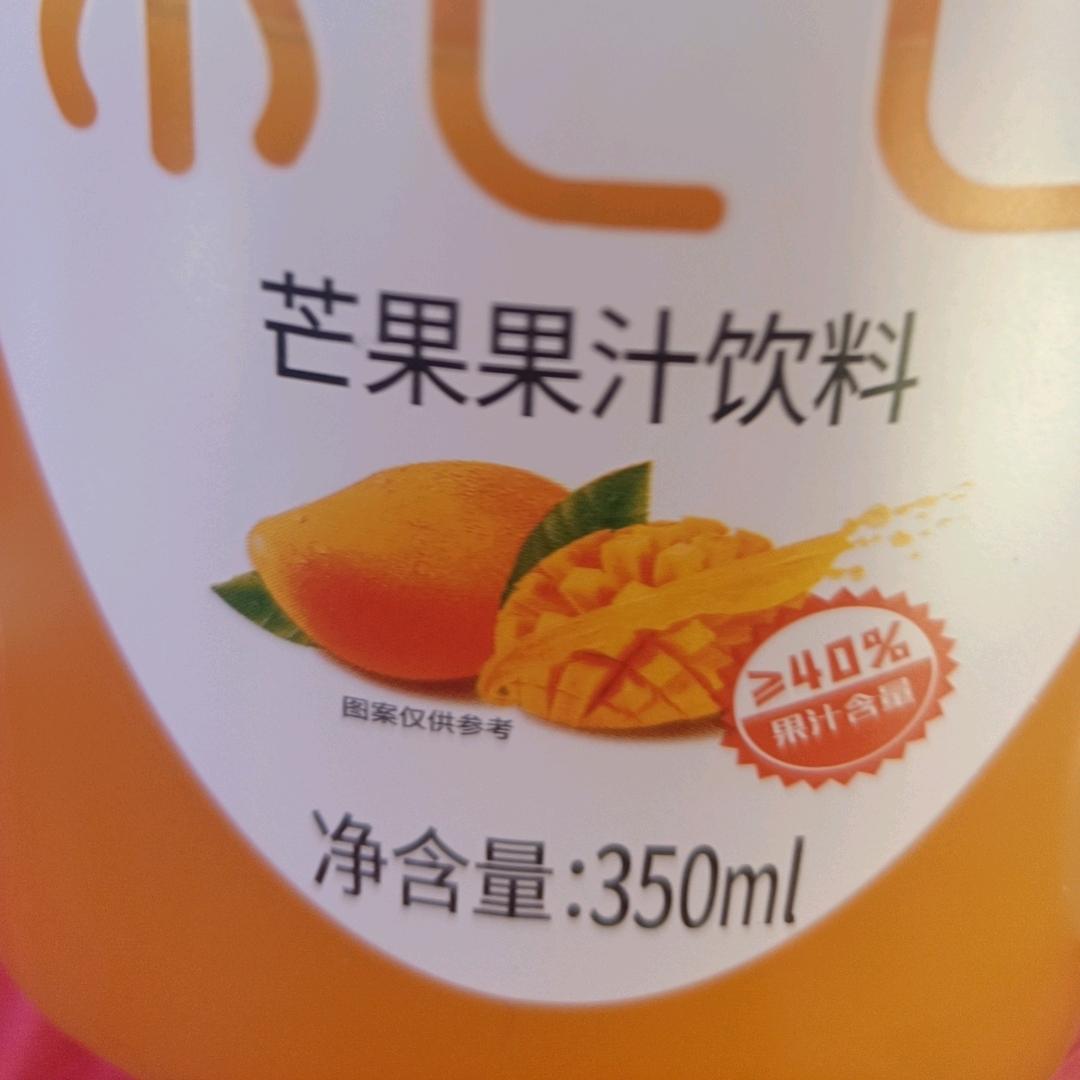 芒果果汁饮料
≥40%
果汁含量
图案仅供参考
净含量:350ml